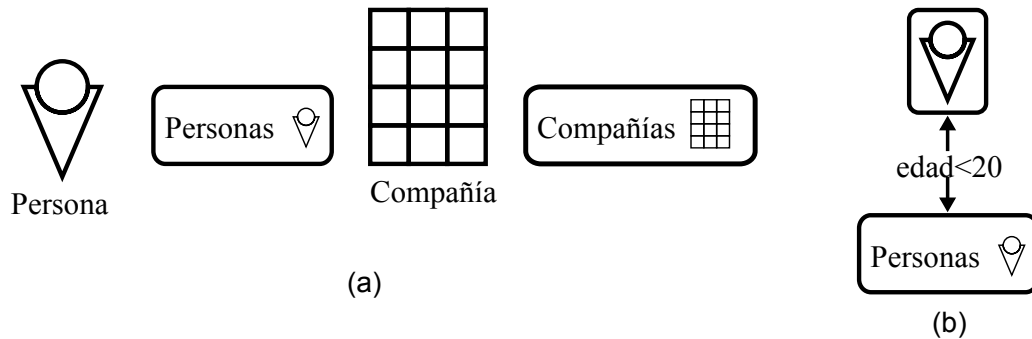 Personas
Compañías
Compañía
Persona
(a)
edad<20
Personas
(b)